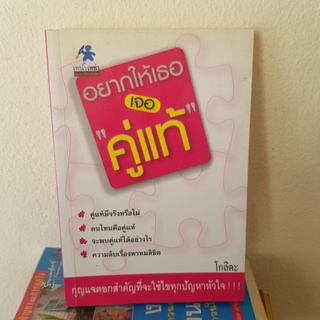 อยากให้เธอ
เจอ
"คู่แท้"
คู่แท้มีจริงหรือไม่
คนไหนคือคู่แท้
จะพบคู่แท้ได้อย่างไร
ความลับเรื่องพรหมลิขิต
โกลิตะ
กุญแจดอกสำคัญที่จะใช้ไขทุกปัญหาหัวใจ !!!